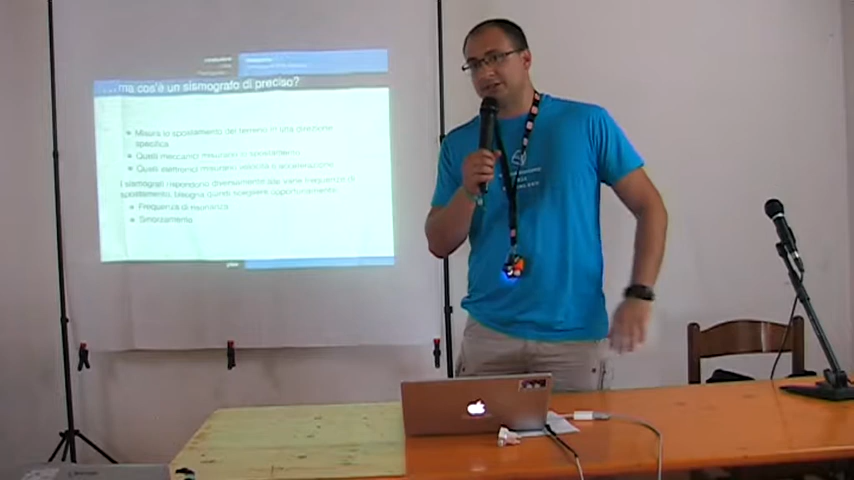 ma cos'è un sismografo di preciso?
Misura lo spostamento del terreno in una direzione
specifica
Quelli meccanici misurano lo spostamento
Quelli elettronici misurano velocità o accelerazione
I sismografi rispondono diversamente alle varie frequenze di
spostamento, bisogna quindi scegliere opportunamente
Frequenza di risonanza
Smorzamento